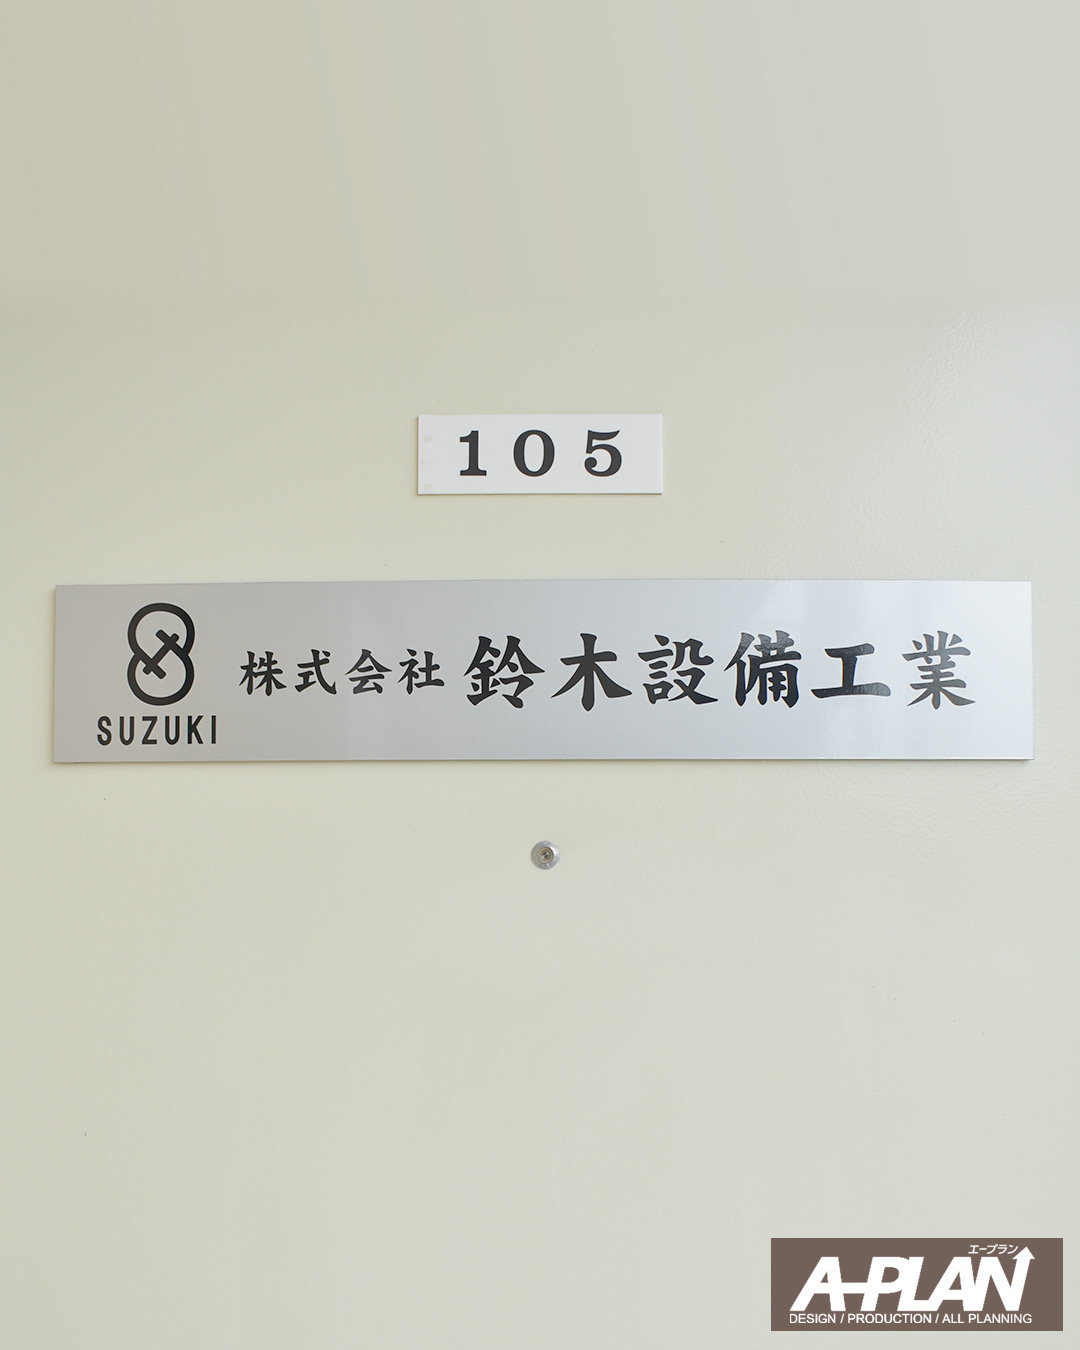 105
株式会社 鈴木設備工業
SUZUKI
エープラン
A-PLAN
DESIGN / PRODUCTION / ALL PLANNING